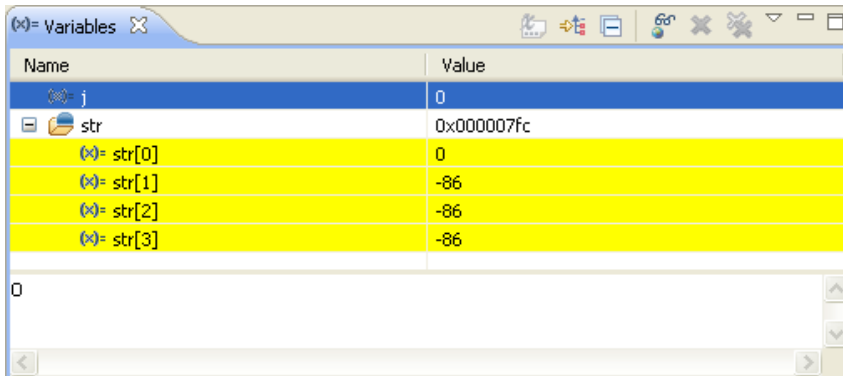 (x)= Variables
Name Value
(x)= j 0
str 0x000007fc
(x)= str[0] 0
(x)= str[1] -86
(x)= str[2] -86
(x)= str[3] -86
0